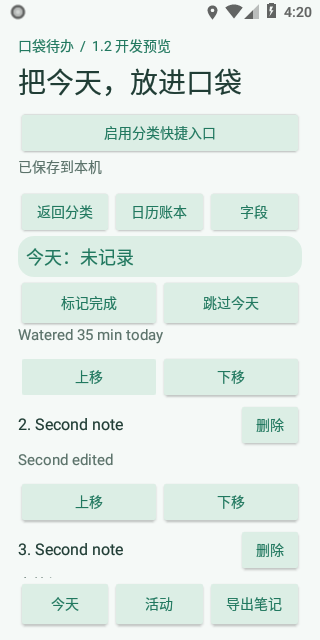 4:20
口袋待办 / 1.2 开发预览
把今天，放进口袋
启用分类快捷入口
已保存到本机
返回分类 日历账本 字段
今天：未记录
标记完成 跳过今天
Watered 35 min today
上移 下移
2. Second note 删除
Second edited
上移 下移
3. Second note 删除
今天 活动 导出笔记